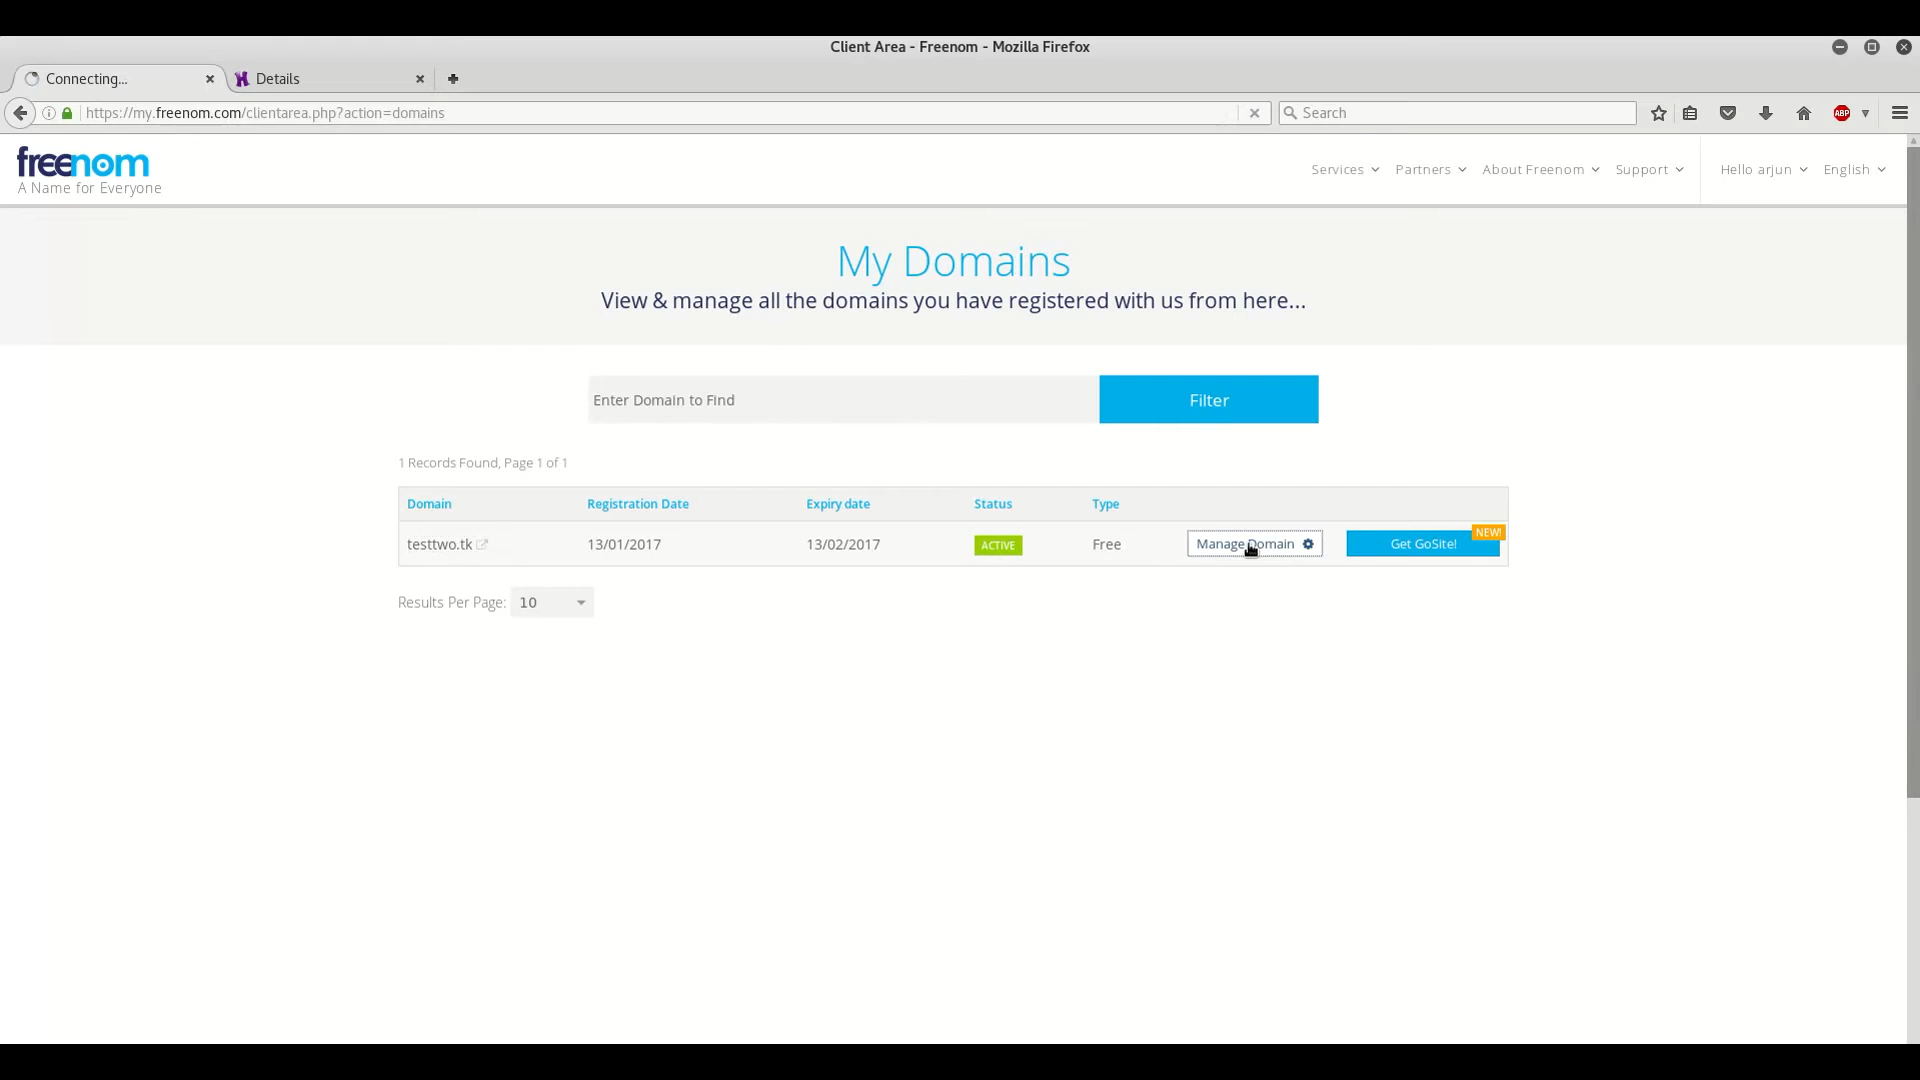 Client Area - Freenom - Mozilla Firefox
Connecting... Details
https://my.freenom.com/clientarea.php?action=domains Search ABP
freenom
A Name for Everyone
Services Partners About Freenom Support Hello arjun English
My Domains
View & manage all the domains you have registered with us from here...
Enter Domain to Find Filter
1 Records Found, Page 1 of 1
Domain Registration Date Expiry date Status Type
NEW!
testtwo.tk 13/01/2017 13/02/2017 ACTIVE Free Manage Domain Get GoSite!
Results Per Page: 10